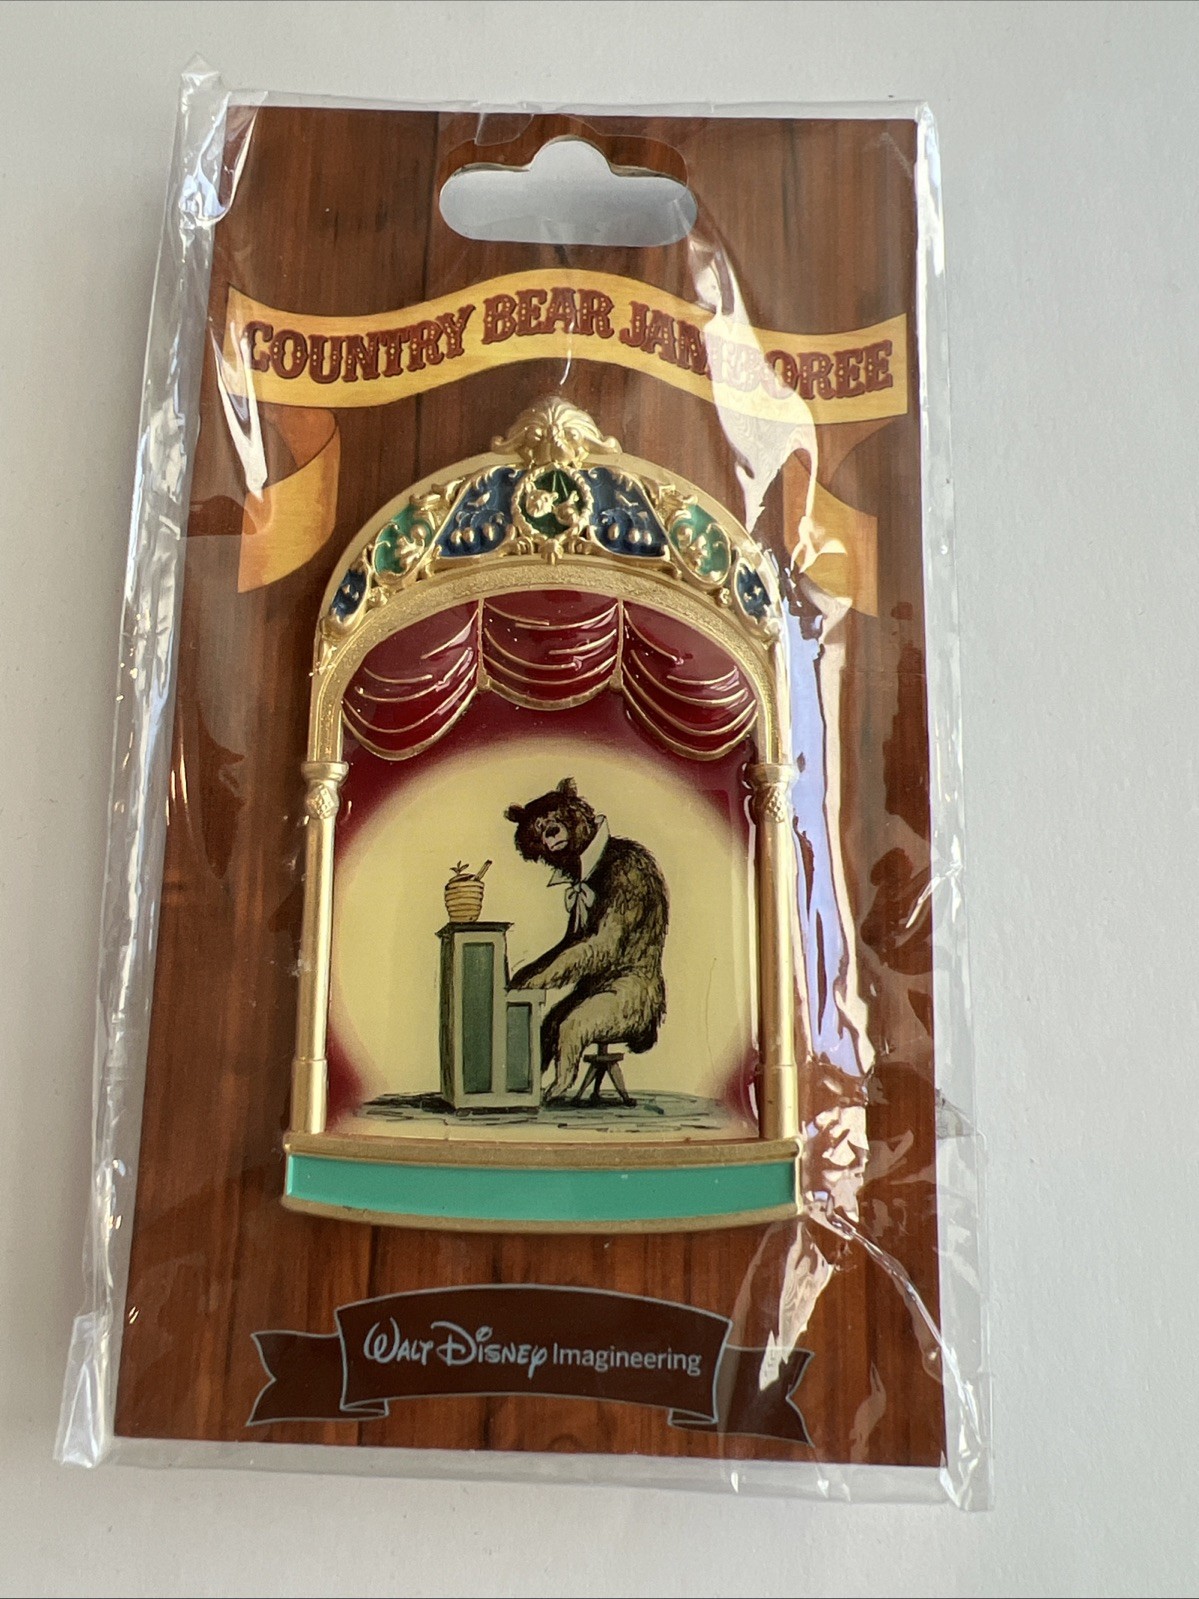 COUNTRY BEAR JAMBOREE
WALT DISNEY Imagineering